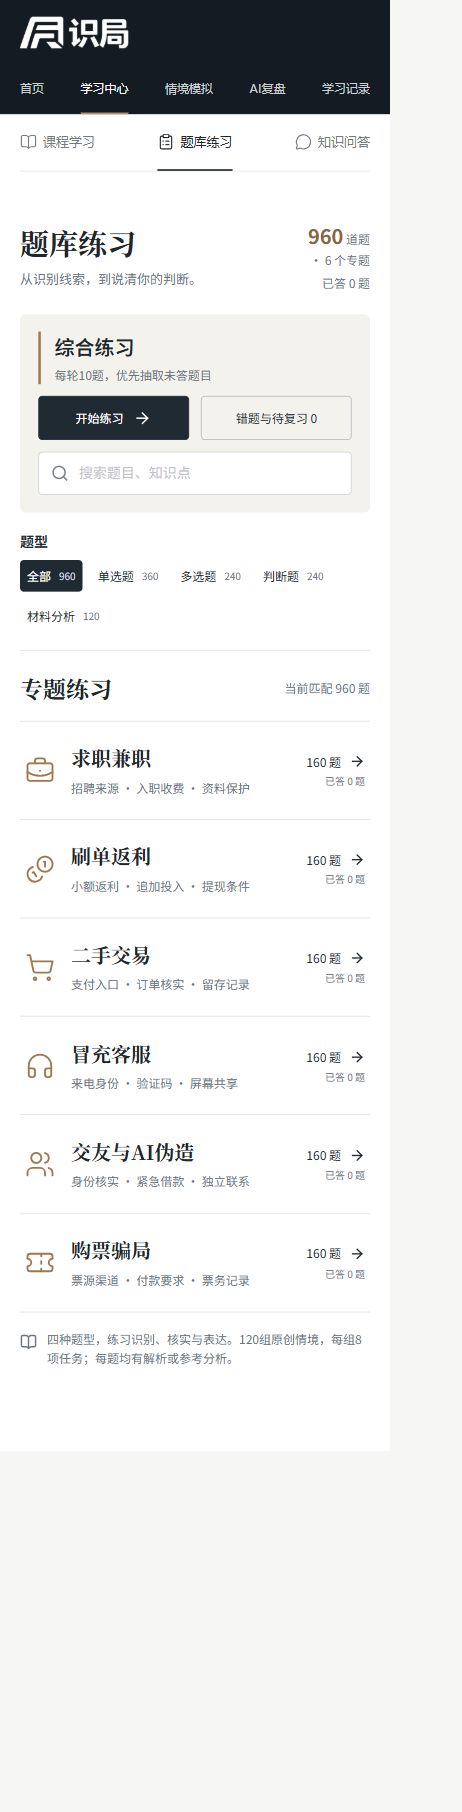 识局
首页 学习中心 情境模拟 AI复盘 学习记录
课程学习 题库练习 知识问答
题库练习
960 道题
· 6 个专题
已答 0 题
从识别线索，到说清你的判断。
综合练习
每轮10题，优先抽取未答题目
开始练习 → 错题与待复习 0
搜索题目、知识点
题型
全部 960 单选题 360 多选题 240 判断题 240
材料分析 120
专题练习 当前匹配 960 题
求职兼职 160 题 →
招聘来源 · 入职收费 · 资料保护 已答 0 题
刷单返利 160 题 →
小额返利 · 追加投入 · 提现条件 已答 0 题
二手交易 160 题 →
支付入口 · 订单核实 · 留存记录 已答 0 题
冒充客服 160 题 →
来电身份 · 验证码 · 屏幕共享 已答 0 题
交友与AI伪造 160 题 →
身份核实 · 紧急借款 · 独立联系 已答 0 题
购票骗局 160 题 →
票源渠道 · 付款要求 · 票务记录 已答 0 题
四种题型，练习识别、核实与表达。120组原创情境，每组8
项任务；每题均有解析或参考分析。